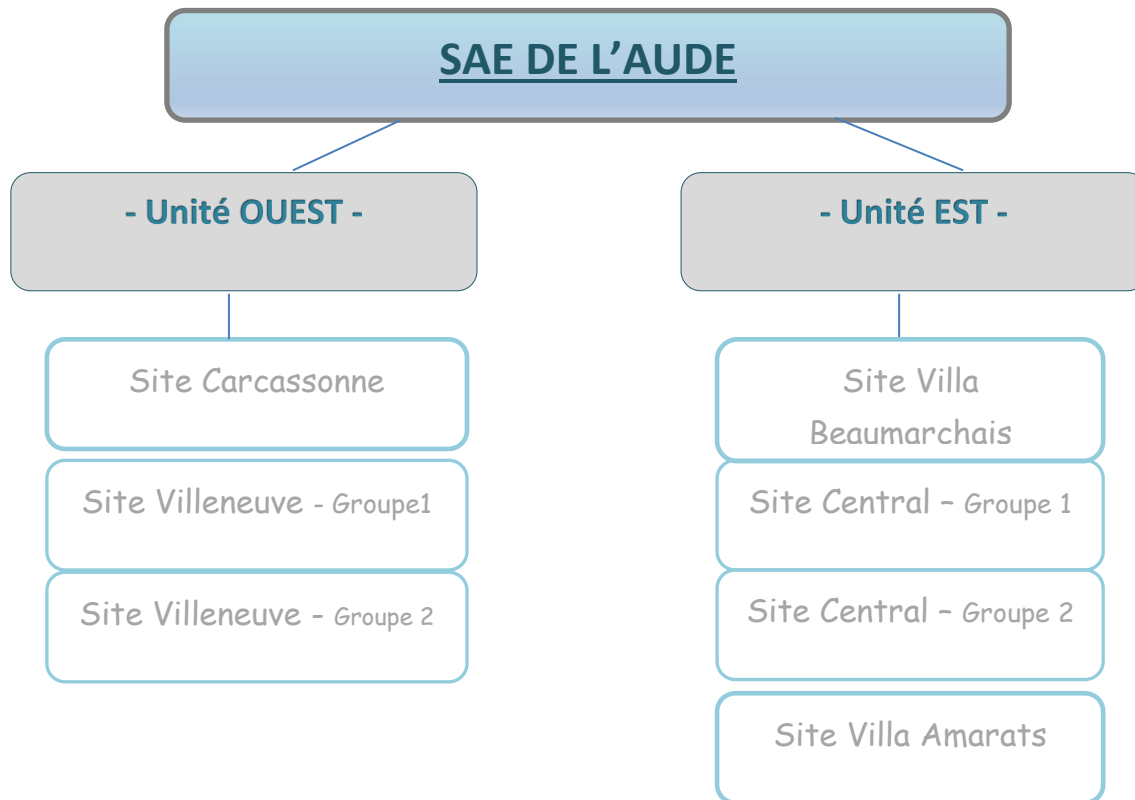 SAE DE L’AUDE
- Unité OUEST -
Site Carcassonne
Site Villeneuve - Groupe1
Site Villeneuve - Groupe 2
- Unité EST -
Site Villa
Beaumarchais
Site Central – Groupe 1
Site Central – Groupe 2
Site Villa Amarats